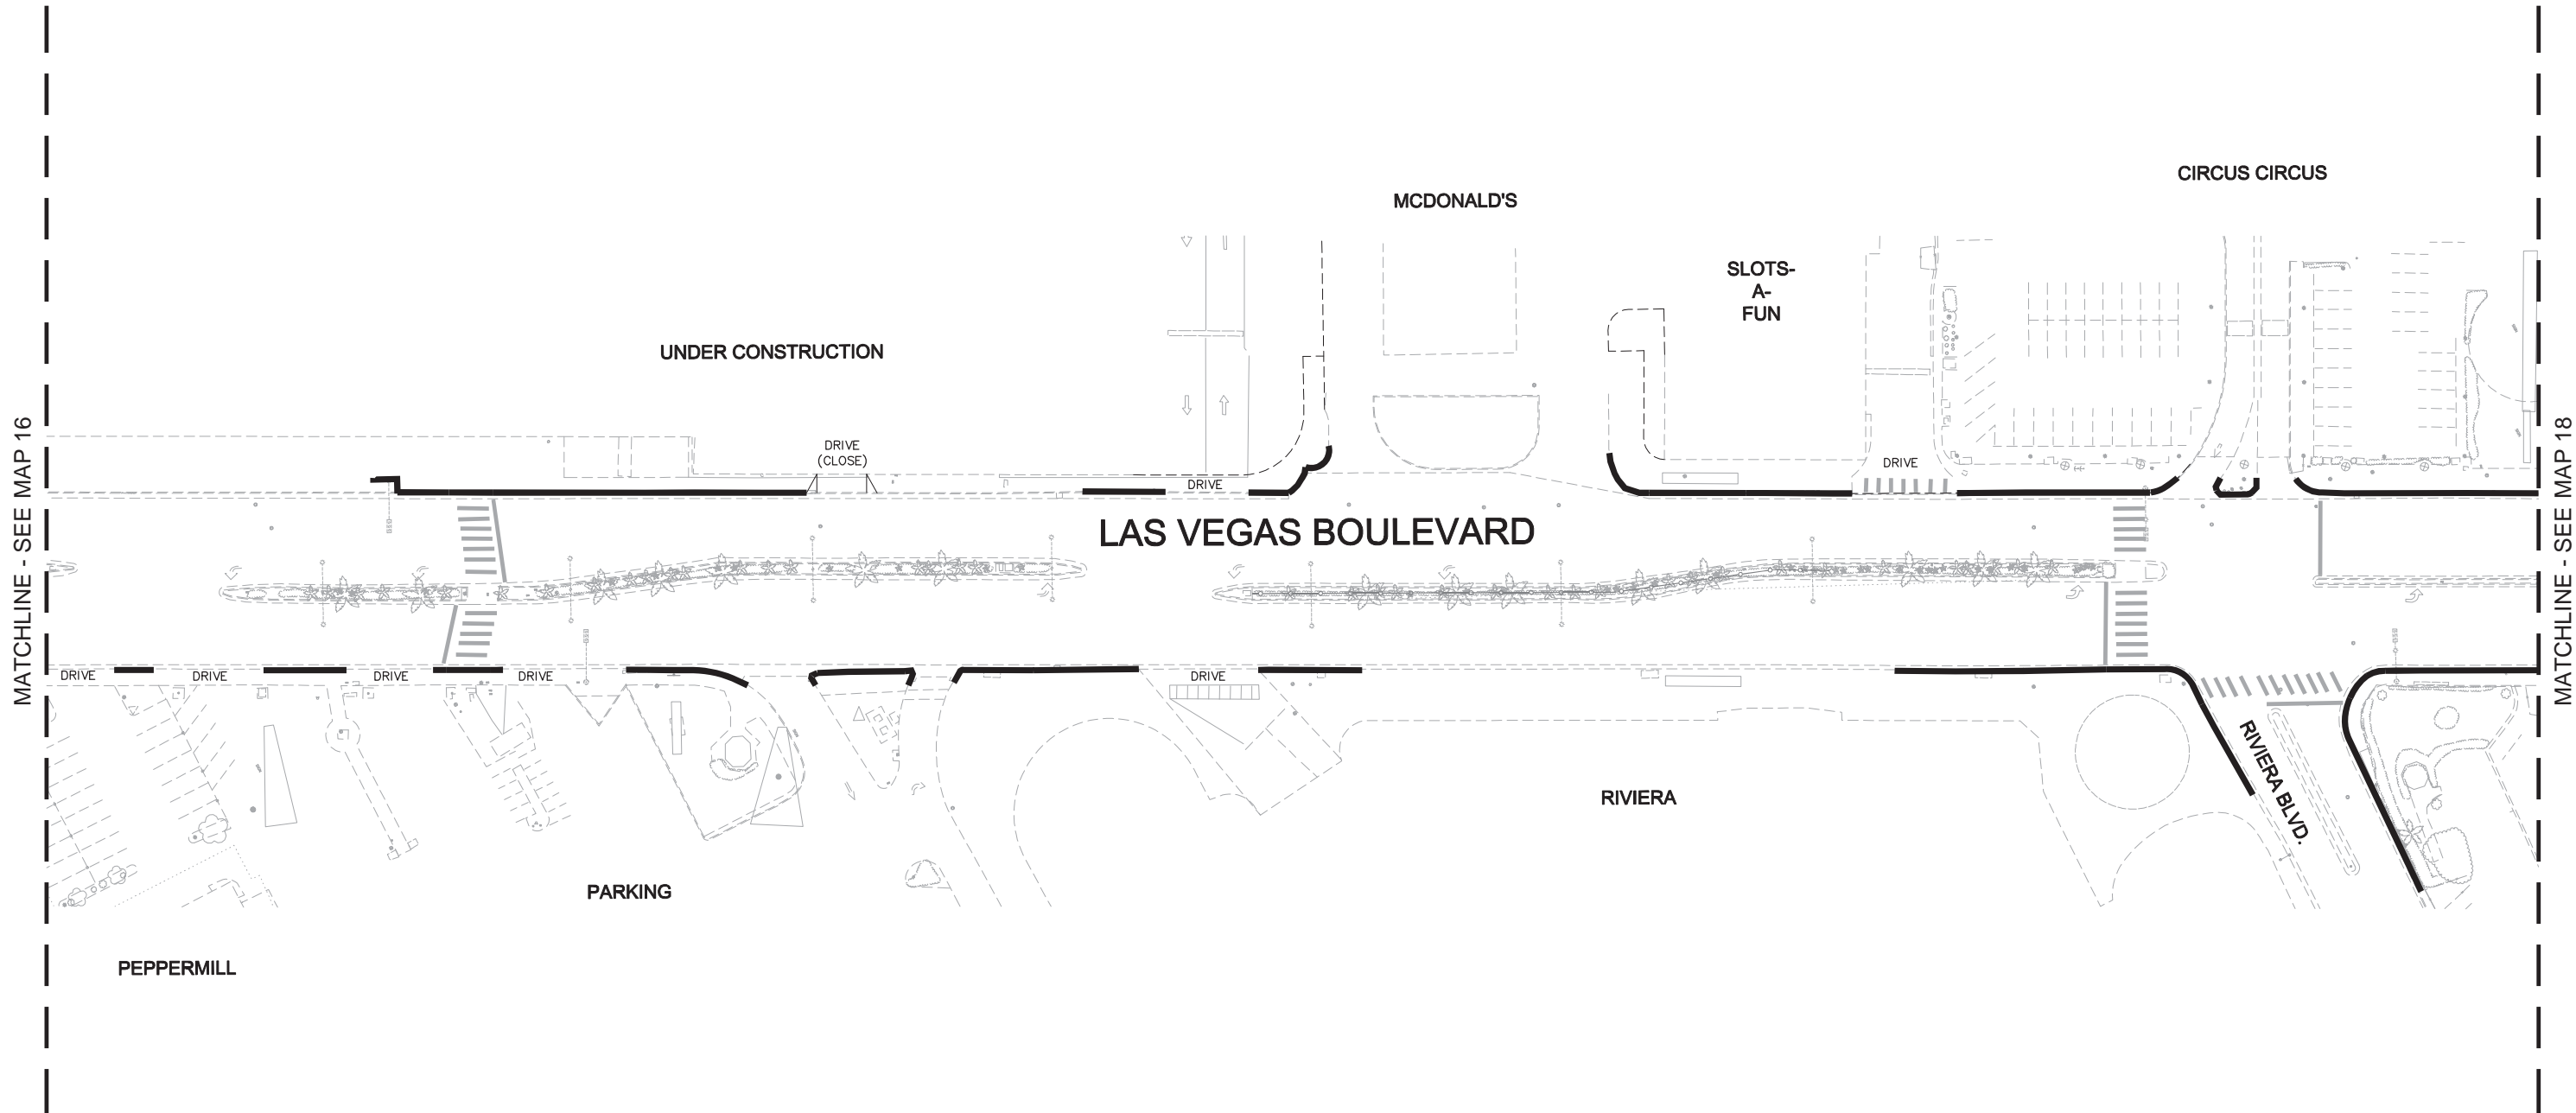 CIRCUS CIRCUS
MCDONALD'S
SLOTS-
A-
FUN
UNDER CONSTRUCTION
DRIVE
(CLOSE)
DRIVE
DRIVE
MATCHLINE - SEE MAP 16
MATCHLINE - SEE MAP 18
LAS VEGAS BOULEVARD
DRIVE
DRIVE
DRIVE
DRIVE
DRIVE
RIVIERA BLVD.
RIVIERA
PARKING
PEPPERMILL